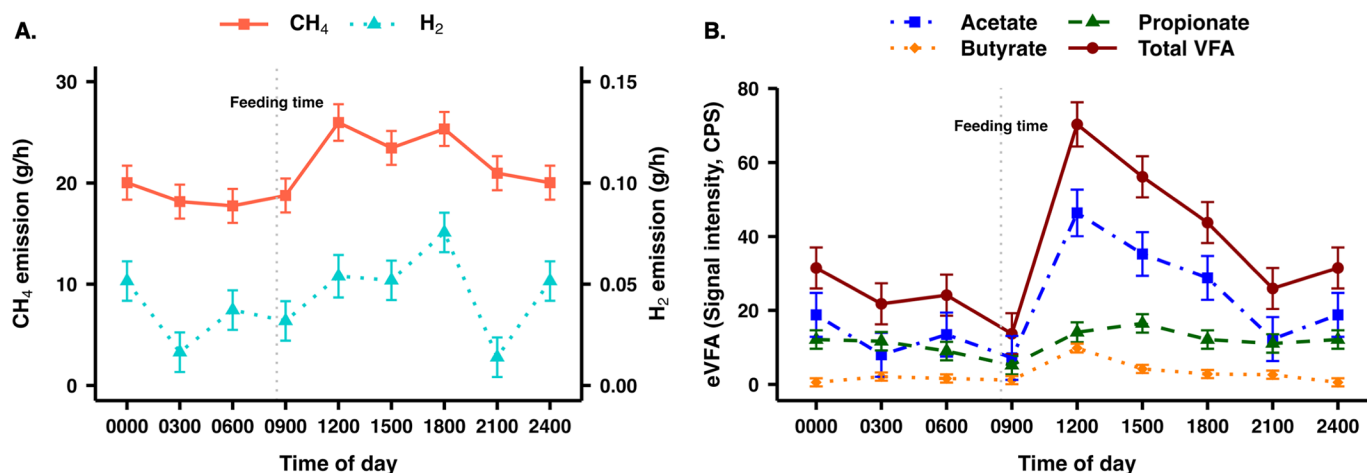 A.
CH₄ H₂
CH₄ emission (g/h)
30
20
10
0
Feeding time
0.15
0.10
0.05
0.00
H₂ emission (g/h)
0000 0300 0600 0900 1200 1500 1800 2100 2400
Time of day
B.
Acetate Propionate
Butyrate Total VFA
eVFA (Signal intensity, CPS)
80
60
40
20
0
Feeding time
0000 0300 0600 0900 1200 1500 1800 2100 2400
Time of day